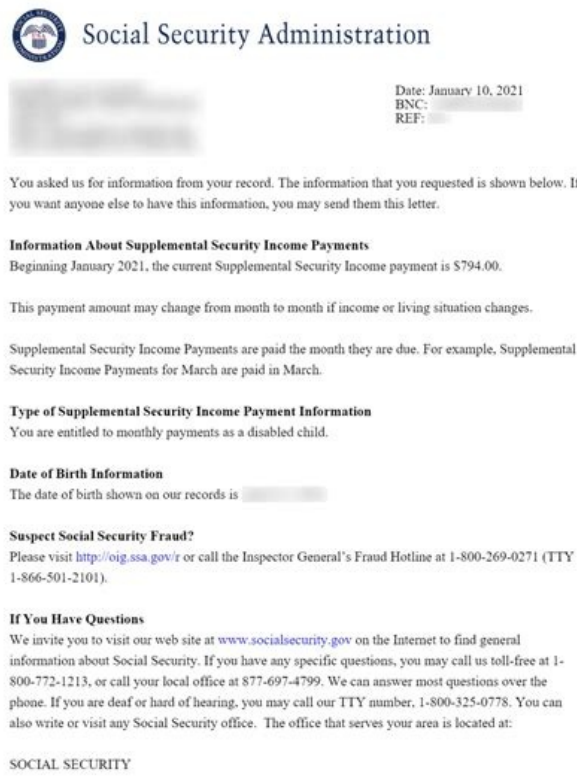 Social Security Administration
Date: January 10, 2021
BNC:
REF:
You asked us for information from your record. The information that you requested is shown below. If
you want anyone else to have this information, you may send them this letter.
Information About Supplemental Security Income Payments
Beginning January 2021, the current Supplemental Security Income payment is $794.00.
This payment amount may change from month to month if income or living situation changes.
Supplemental Security Income Payments are paid the month they are due. For example, Supplemental
Security Income Payments for March are paid in March.
Type of Supplemental Security Income Payment Information
You are entitled to monthly payments as a disabled child.
Date of Birth Information
The date of birth shown on our records is
Suspect Social Security Fraud?
Please visit http://oig.ssa.gov/r or call the Inspector General's Fraud Hotline at 1-800-269-0271 (TTY
1-866-501-2101).
If You Have Questions
We invite you to visit our web site at www.socialsecurity.gov on the Internet to find general
information about Social Security. If you have any specific questions, you may call us toll-free at 1-
800-772-1213, or call your local office at 877-697-4799. We can answer most questions over the
phone. If you are deaf or hard of hearing, you may call our TTY number, 1-800-325-0778. You can
also write or visit any Social Security office. The office that serves your area is located at:
SOCIAL SECURITY